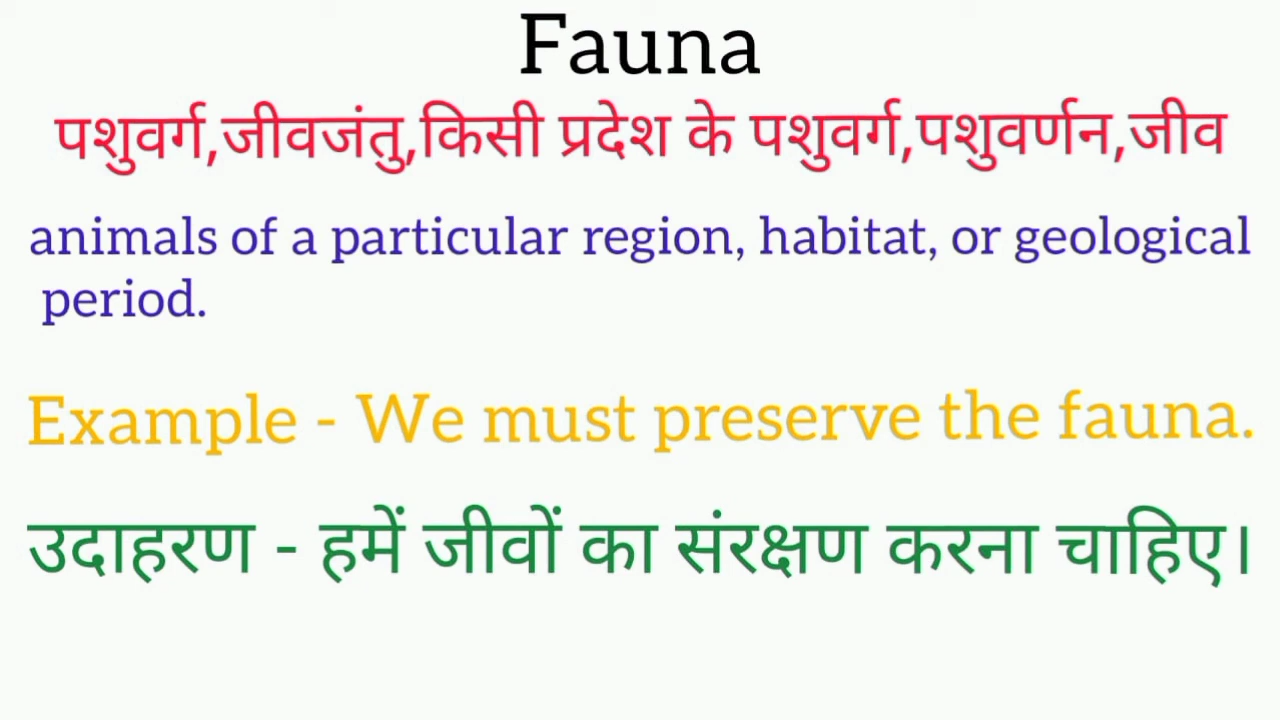 Fauna
पशुवर्ग,जीवजंतु,किसी प्रदेश के पशुवर्ग,पशुवर्णन,जीव
animals of a particular region, habitat, or geological
period.
Example - We must preserve the fauna.
उदाहरण - हमें जीवों का संरक्षण करना चाहिए।